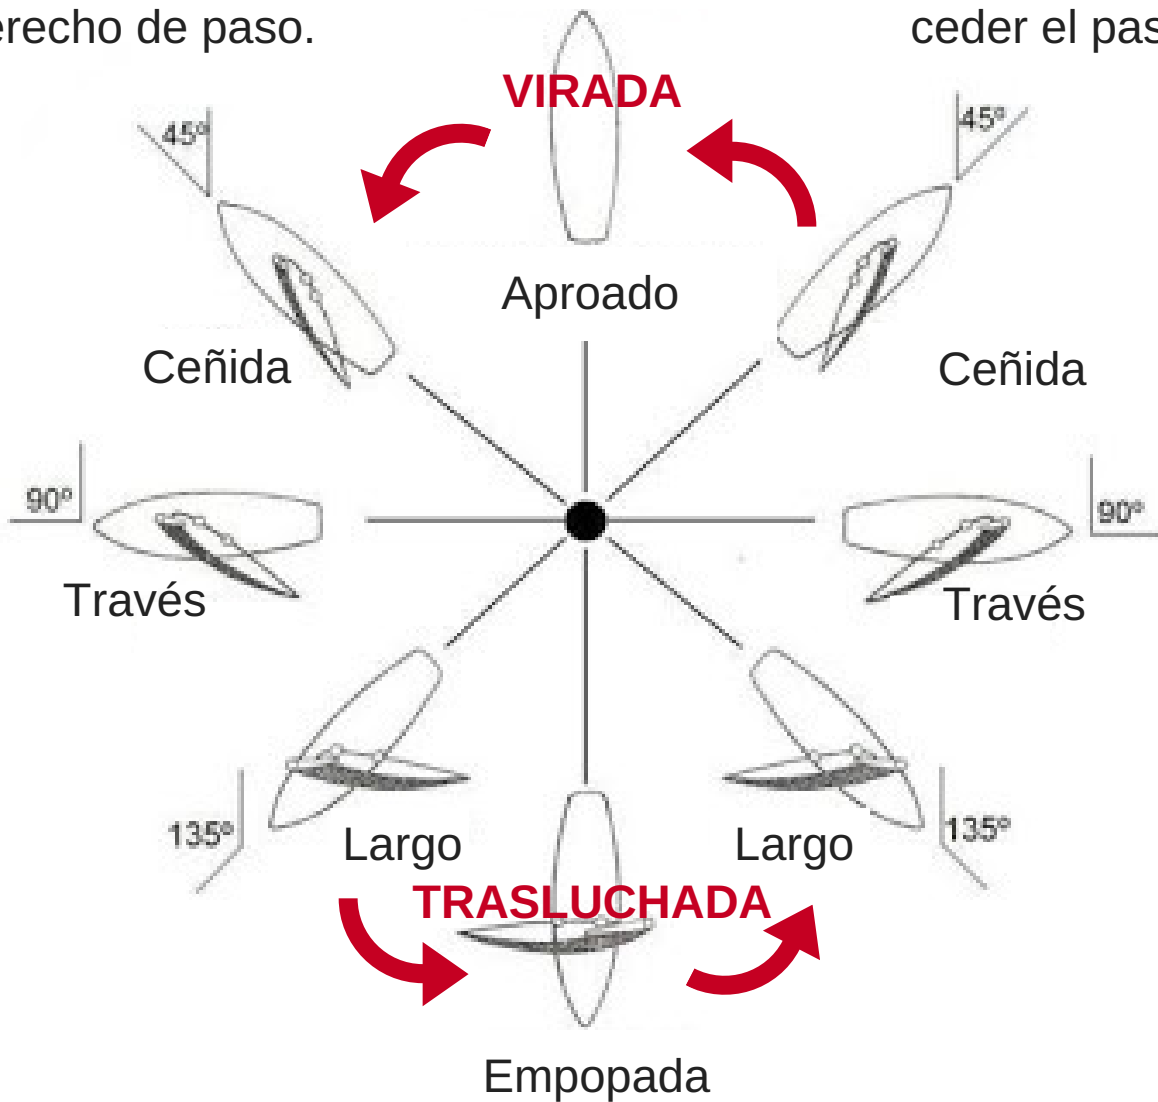 erecho de paso.
ceder el pas
VIRADA
45º
45º
Aproado
Ceñida
Ceñida
90º
90º
Través
Través
135º
135º
Largo
Largo
TRASLUCHADA
Empopada